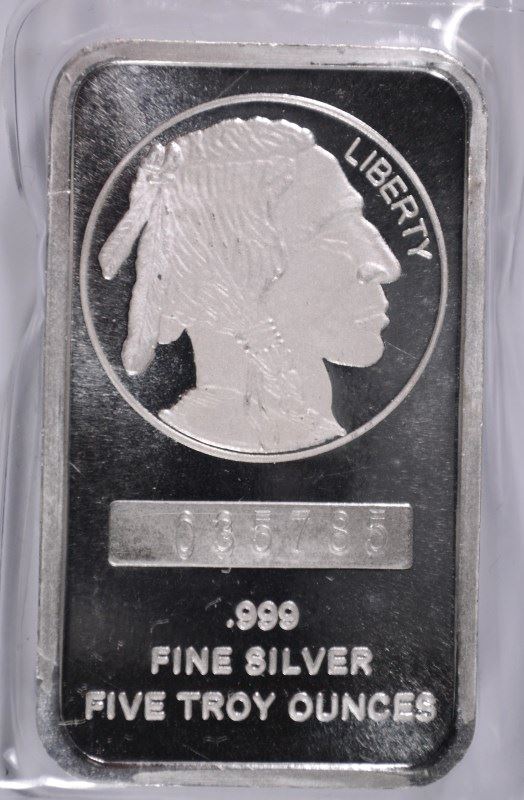 LIBERTY
035785
.999
FINE SILVER
FIVE TROY OUNCES